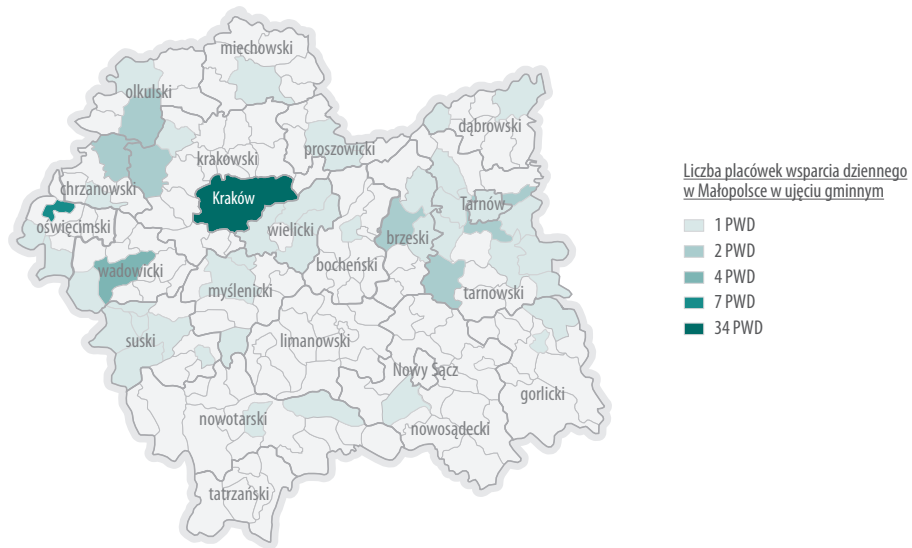 miechowski
olkulski
dąbrowski
proszowicki
krakowski
chrzanowski
Kraków
Tarnów
oświęcimski
wielicki
brzeski
wadowicki
bocheński
myślenicki
tarnowski
suski
limanowski
Nowy Sącz
gorlicki
nowotarski
nowosądecki
tatrzański
Liczba placówek wsparcia dziennego
w Małopolsce w ujęciu gminnym
1 PWD
2 PWD
4 PWD
7 PWD
34 PWD